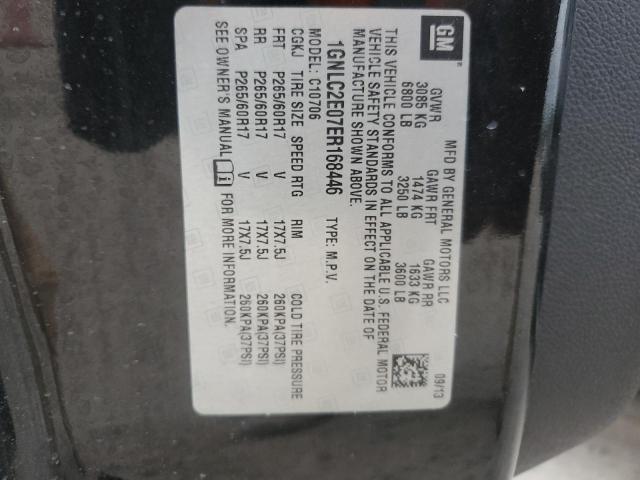 GM
MFD BY GENERAL MOTORS LLC 09/13
GVWR GAWR FRT GAWR RR
3085 KG 1474 KG 1633 KG
6800 LB 3250 LB 3600 LB
THIS VEHICLE CONFORMS TO ALL APPLICABLE U.S. FEDERAL MOTOR
VEHICLE SAFETY STANDARDS IN EFFECT ON THE DATE OF
MANUFACTURE SHOWN ABOVE.
1GNLC2E07ER168446 TYPE: M.P.V.
MODEL: C10706
CGKJ TIRE SIZE SPEED RTG RIM COLD TIRE PRESSURE
FRT P265/60R17 V 17X7.5J 260KPA(37PSI)
RR P265/60R17 V 17X7.5J 260KPA(37PSI)
SPA P265/60R17 V 17X7.5J 260KPA(37PSI)
SEE OWNER'S MANUAL i FOR MORE INFORMATION.